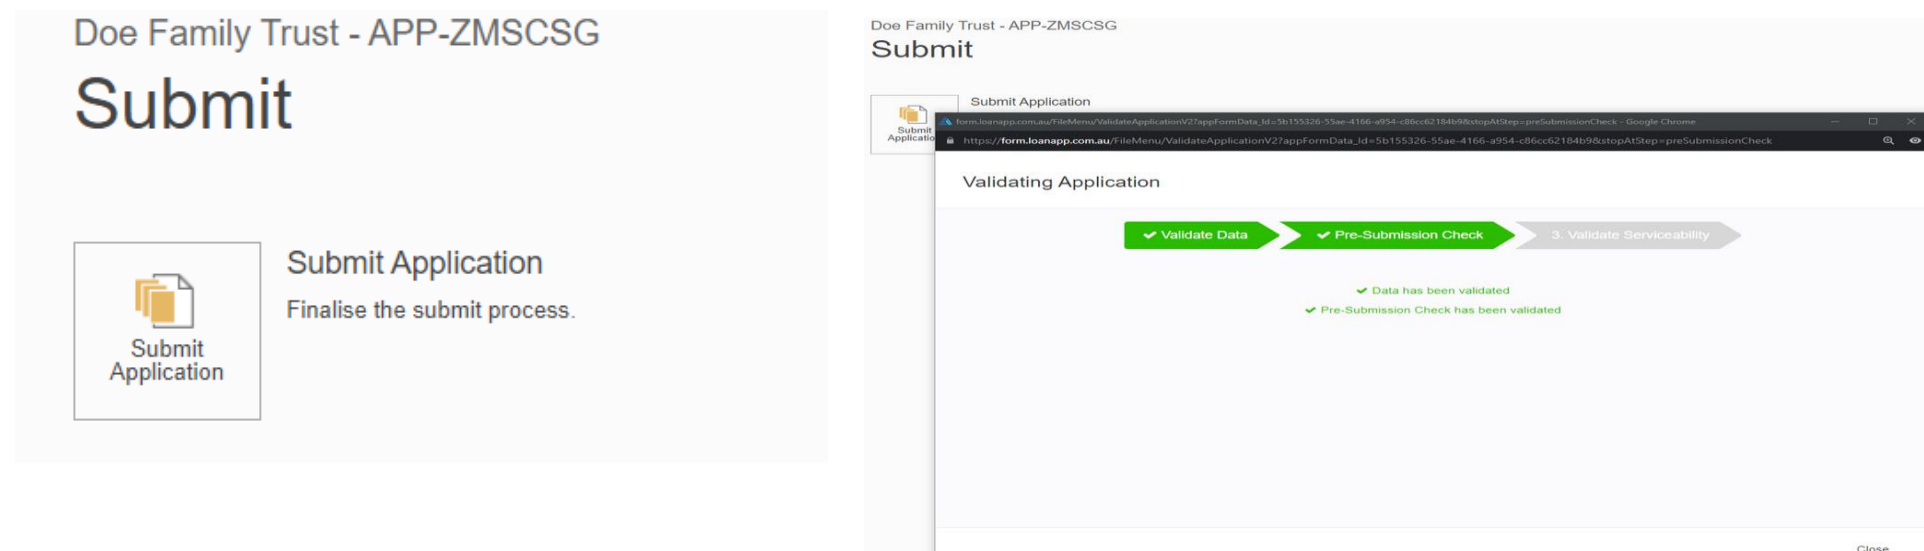 Doe Family Trust - APP-ZMSCSG
Submit
Submit Application
Finalise the submit process.
Submit
Application
Doe Family Trust - APP-ZMSCSG
Submit
Submit Application
Submit
Applicatio
form.loanapp.com.au/FileMenu/ValidateApplicationV2?appFormData_Id=5b155326-55ae-4166-a954-c86cc62184b9&stopAtStep=preSubmissionCheck - Google Chrome
https://form.loanapp.com.au/FileMenu/ValidateApplicationV2?appFormData_Id=5b155326-55ae-4166-a954-c86cc62184b9&stopAtStep=preSubmissionCheck
Validating Application
Validate Data
Pre-Submission Check
3. Validate Serviceability
Data has been validated
Pre-Submission Check has been validated
Close